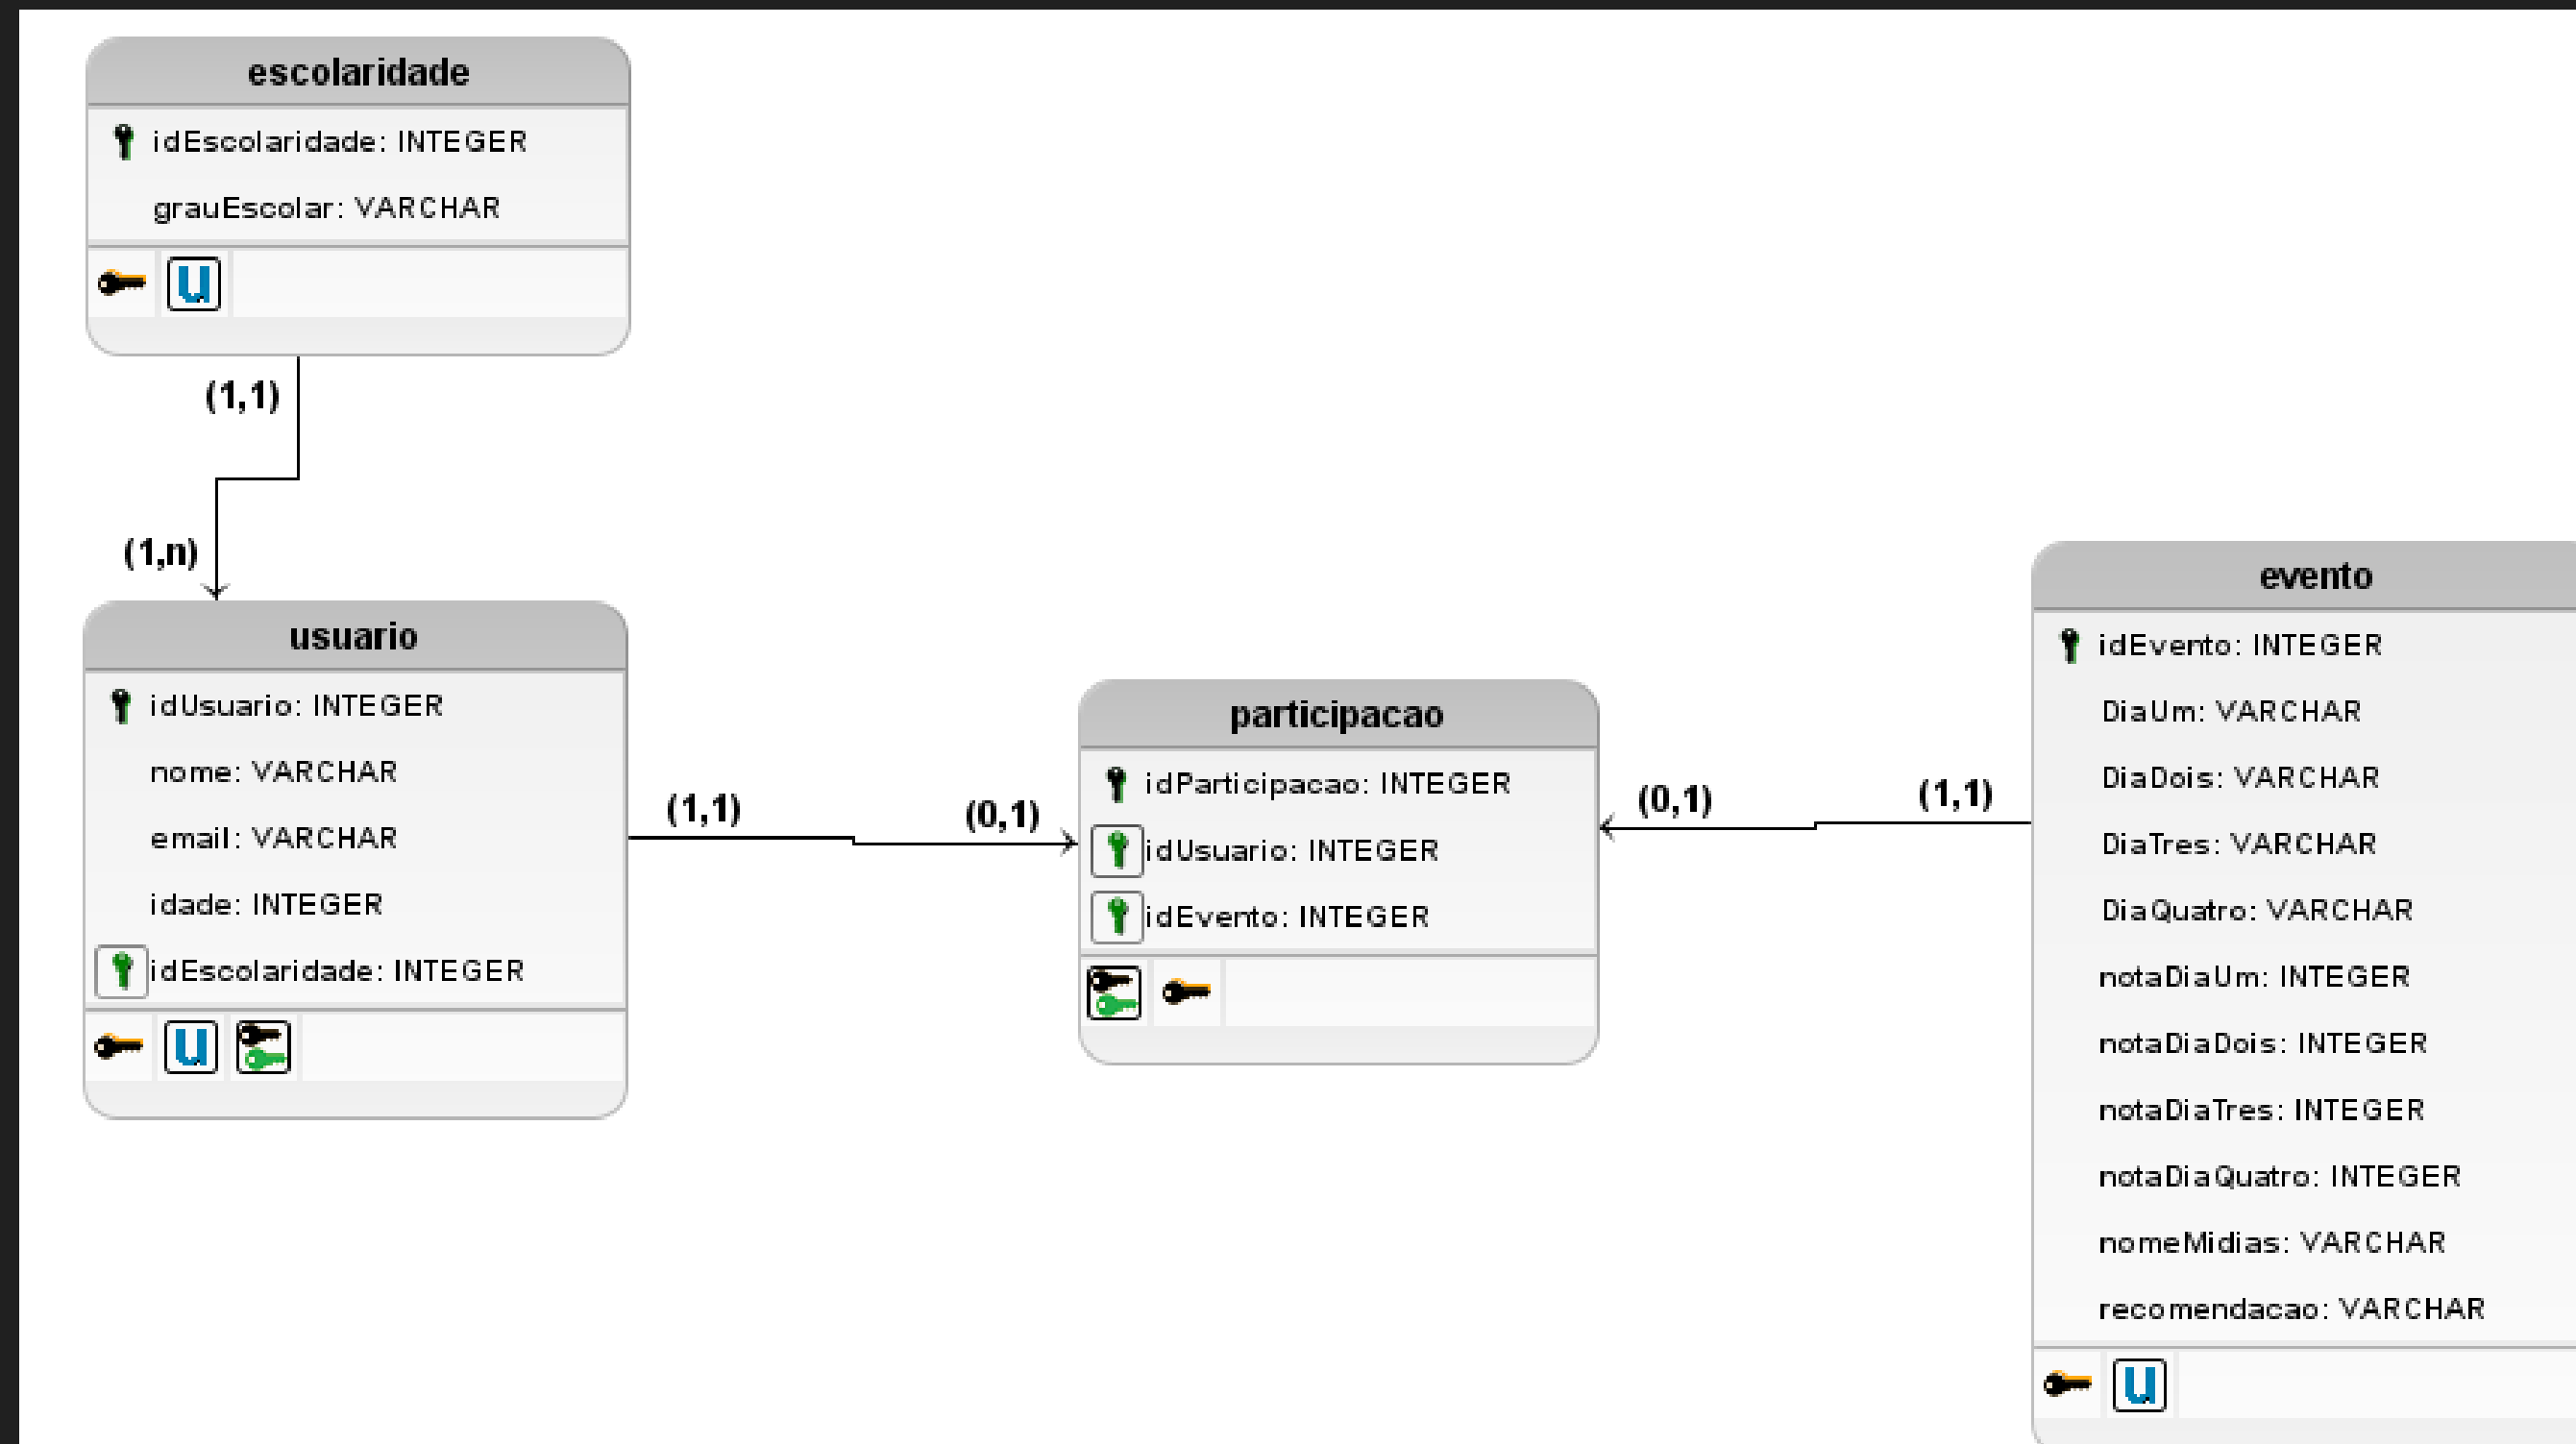 escolaridade
idEscolaridade: INTEGER
grauEscolar: VARCHAR
U
(1,1)
(1,n)
usuario
idUsuario: INTEGER
nome: VARCHAR
email: VARCHAR
idade: INTEGER
idEscolaridade: INTEGER
U
(1,1)
(0,1)
participacao
idParticipacao: INTEGER
idUsuario: INTEGER
idEvento: INTEGER
(0,1)
(1,1)
evento
idEvento: INTEGER
DiaUm: VARCHAR
DiaDois: VARCHAR
DiaTres: VARCHAR
DiaQuatro: VARCHAR
notaDiaUm: INTEGER
notaDiaDois: INTEGER
notaDiaTres: INTEGER
notaDiaQuatro: INTEGER
nomeMidias: VARCHAR
recomendacao: VARCHAR
U